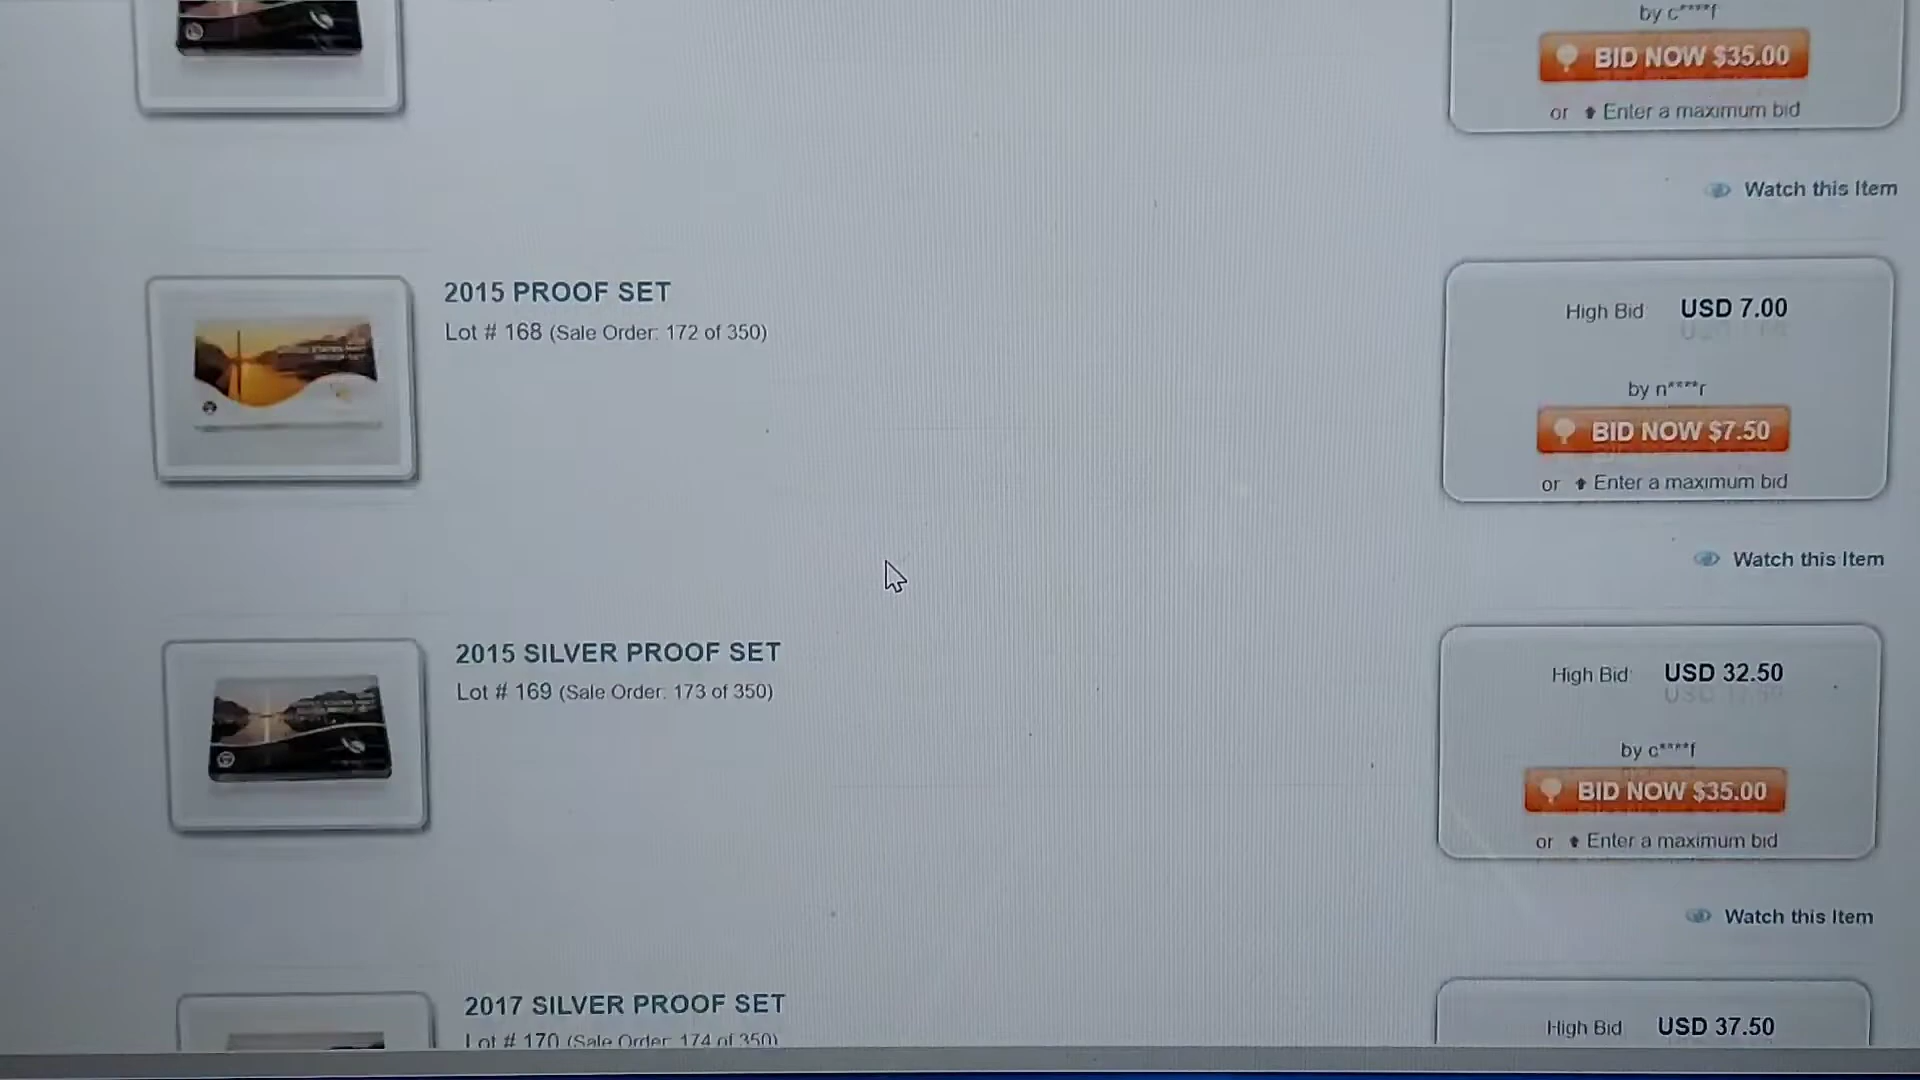 by c****f
BID NOW $35.00
or Enter a maximum bid
Watch this Item
2015 PROOF SET
Lot # 168 (Sale Order: 172 of 350)
High Bid: USD 7.00
by n****r
BID NOW $7.50
or Enter a maximum bid
Watch this Item
2015 SILVER PROOF SET
Lot # 169 (Sale Order: 173 of 350)
High Bid: USD 32.50
by c****f
BID NOW $35.00
or Enter a maximum bid
Watch this Item
2017 SILVER PROOF SET
Lot # 170 (Sale Order: 174 of 350)
High Bid: USD 37.50